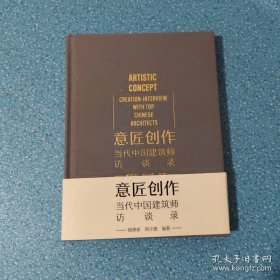 ARTISTIC
CONCEPT
CREATION-INTERVIEW
WITH TOP
CHINESE
ARCHITECTS
意匠创作
当代中国建筑师
访谈录
意匠创作
当代中国建筑师
访谈录
编著
孔夫子旧书网